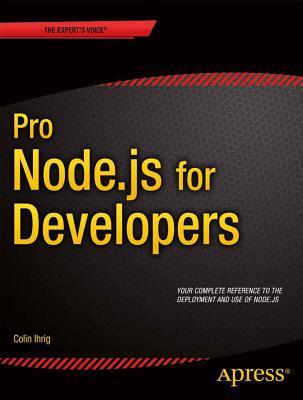 THE EXPERT'S VOICE®
Pro
Node.js for
Developers
YOUR COMPLETE REFERENCE TO THE
DEPLOYMENT AND USE OF NODE.JS
Colin Ihrig
Apress®